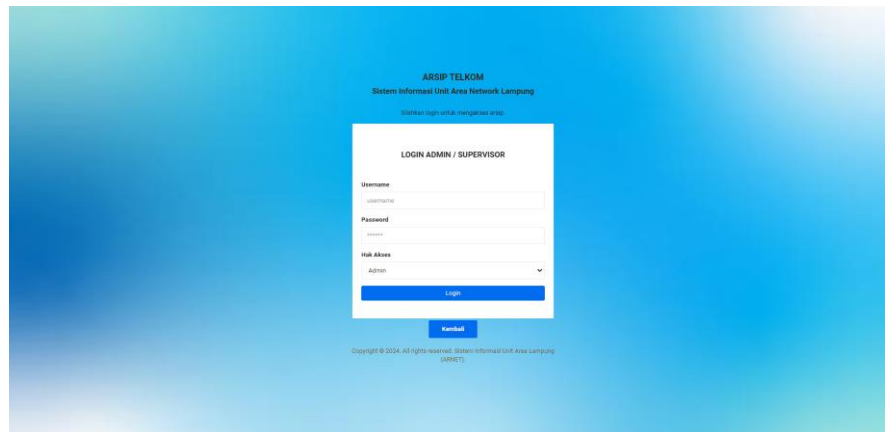 ARSIP TELKOM
Sistem Informasi Unit Area Network Lampung
Silahkan login untuk mengakses arsip.
LOGIN ADMIN / SUPERVISOR
Username
username
Password
Hak Akses
Admin
Login
Kembali
Copyright © 2024. All rights reserved. Sistem Informasi Unit Area Lampung
(ARNET).